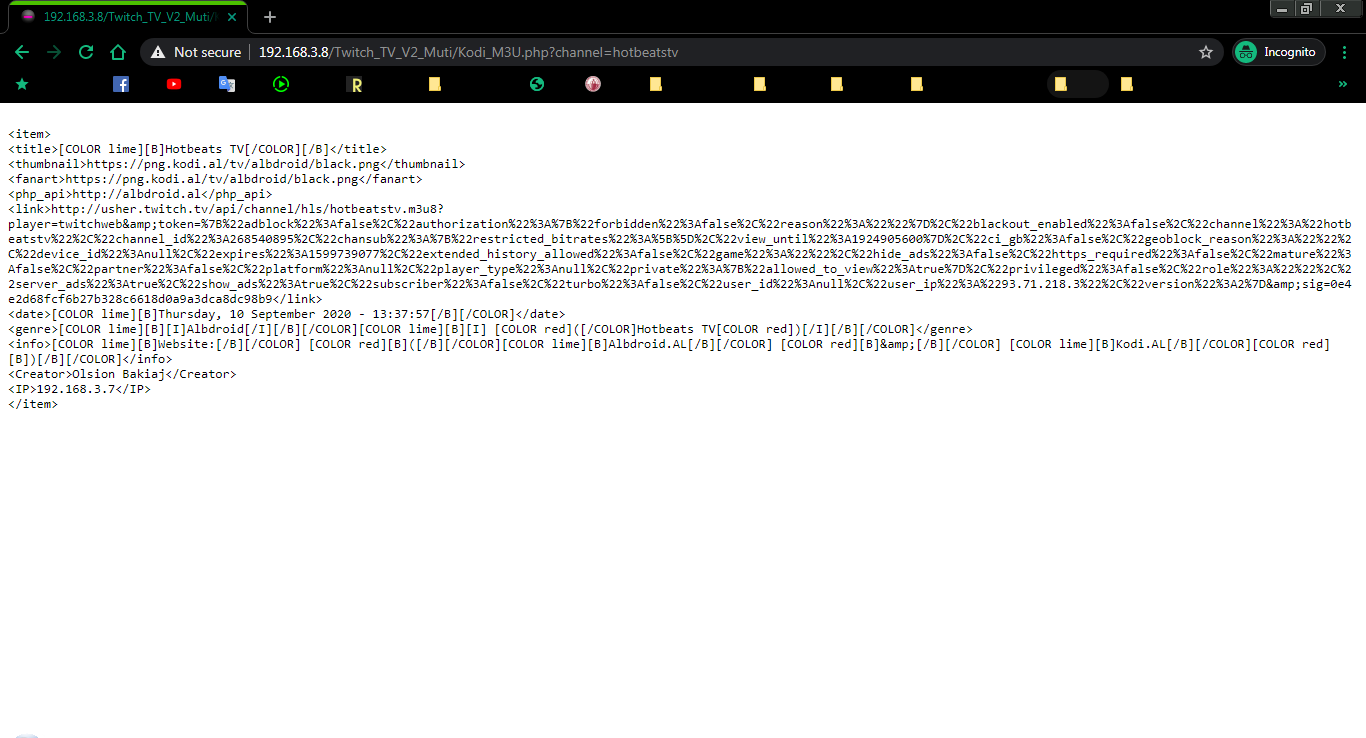 192.168.3.8/Twitch_TV_V2_Muti/
Not secure 192.168.3.8/Twitch_TV_V2_Muti/Kodi_M3U.php?channel=hotbeatstv
Incognito
<item>
<title>[COLOR lime][B]Hotbeats TV[/COLOR][/B]</title>
<thumbnail>https://png.kodi.al/tv/albdroid/black.png</thumbnail>
<fanart>https://png.kodi.al/tv/albdroid/black.png</fanart>
<php_api>http://albdroid.al</php_api>
<link>http://usher.twitch.tv/api/channel/hls/hotbeatstv.m3u8?
player=twitchweb&amp;token=%7B%22adblock%22%3Afalse%2C%22authorization%22%3A%7B%22forbidden%22%3Afalse%2C%22reason%22%3A%22%22%7D%2C%22blackout_enabled%22%3Afalse%2C%22channel%22%3A%22hotb
eatstv%22%2C%22channel_id%22%3A268540895%2C%22chansub%22%3A%7B%22restricted_bitrates%22%3A%5B%5D%2C%22view_until%22%3A1924905600%7D%2C%22ci_gb%22%3Afalse%2C%22geoblock_reason%22%3A%22%22%2
C%22device_id%22%3Anull%2C%22expires%22%3A1599739077%2C%22extended_history_allowed%22%3Afalse%2C%22game%22%3A%22%22%2C%22hide_ads%22%3Afalse%2C%22https_required%22%3Afalse%2C%22mature%22%3
Afalse%2C%22partner%22%3Afalse%2C%22platform%22%3Anull%2C%22player_type%22%3Anull%2C%22private%22%3A%7B%22allowed_to_view%22%3Atrue%7D%2C%22privileged%22%3Afalse%2C%22role%22%3A%22%22%2C%2
2server_ads%22%3Atrue%2C%22show_ads%22%3Atrue%2C%22subscriber%22%3Afalse%2C%22turbo%22%3Afalse%2C%22user_id%22%3Anull%2C%22user_ip%22%3A%2293.71.218.3%22%2C%22version%22%3A2%7D&amp;sig=0e4
e2d68fcf6b27b328c6618d0a9a3dca8dc98b9</link>
<date>[COLOR lime][B]Thursday, 10 September 2020 - 13:37:57[/B][/COLOR]</date>
<genre>[COLOR lime][B][I]Albdroid[/I][/B][/COLOR][COLOR lime][B][I] [COLOR red]([/COLOR]Hotbeats TV[COLOR red])[/I][/B][/COLOR]</genre>
<info>[COLOR lime][B]Website:[/B][/COLOR] [COLOR red][B]([/B][/COLOR][COLOR lime][B]Albdroid.AL[/B][/COLOR] [COLOR red][B]&amp;[/B][/COLOR] [COLOR lime][B]Kodi.AL[/B][/COLOR][COLOR red]
[B])[/B][/COLOR]</info>
<Creator>Olsion Bakiaj</Creator>
<IP>192.168.3.7</IP>
</item>